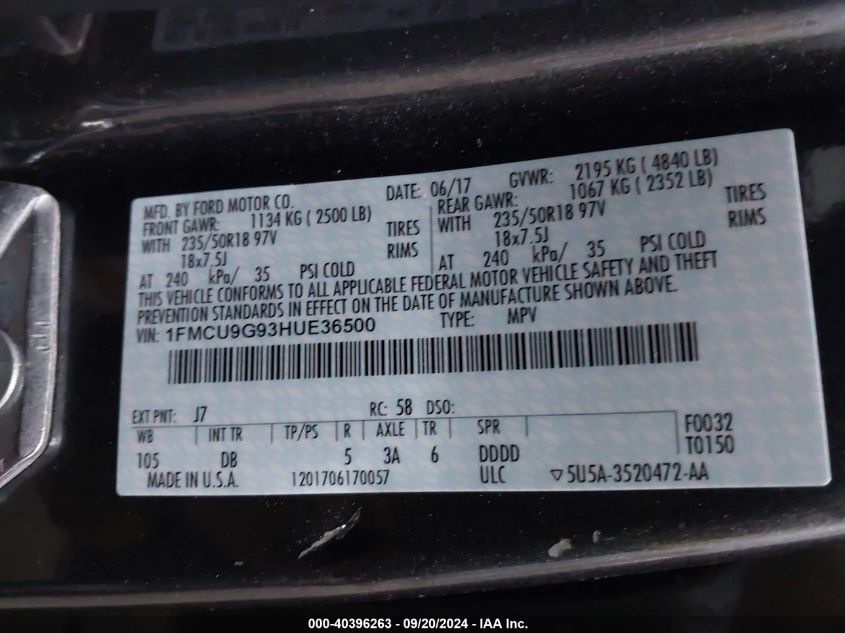 MFD. BY FORD MOTOR CO. DATE: 06/17 GVWR: 2195 KG ( 4840 LB)
FRONT GAWR: 1134 KG ( 2500 LB) REAR GAWR: 1067 KG ( 2352 LB)
WITH 235/50R18 97V TIRES WITH 235/50R18 97V TIRES
18x7.5J RIMS 18x7.5J RIMS
AT 240 kPa/ 35 PSI COLD AT 240 kPa/ 35 PSI COLD
THIS VEHICLE CONFORMS TO ALL APPLICABLE FEDERAL MOTOR VEHICLE SAFETY AND THEFT
PREVENTION STANDARDS IN EFFECT ON THE DATE OF MANUFACTURE SHOWN ABOVE.
VIN: 1FMCU9G93HUE36500 TYPE: MPV
EXT PNT: J7 RC: 58 DSO:
WB INT TR TP/PS R AXLE TR SPR F0032
105 DB 5 3A 6 DDDD T0150
MADE IN U.S.A. 1201706170057 ULC ▽5U5A-3520472-AA
000-40396263 - 09/20/2024 - IAA Inc.